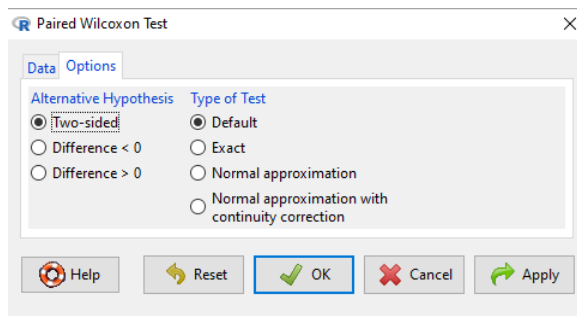 Paired Wilcoxon Test
Data Options
Alternative Hypothesis Type of Test
Two-sided Default
Difference < 0 Exact
Difference > 0 Normal approximation
Normal approximation with
continuity correction
Help Reset OK Cancel Apply